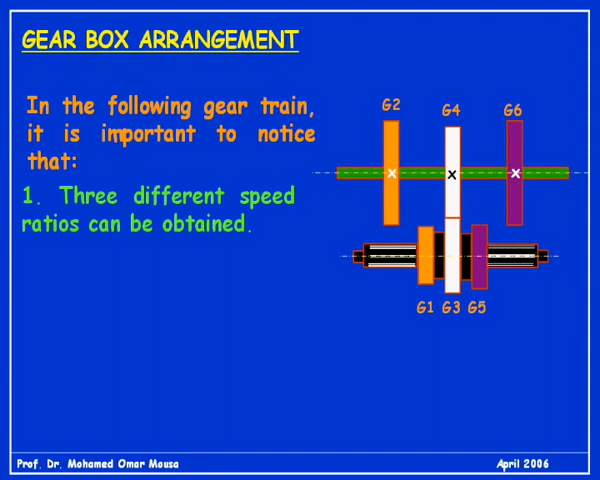 GEAR BOX ARRANGEMENT
In the following gear train,
it is important to notice
that:
1. Three different speed
ratios can be obtained.
G2 G4 G6
x x x
G1 G3 G5
Prof. Dr. Mohamed Omar Mousa April 2006